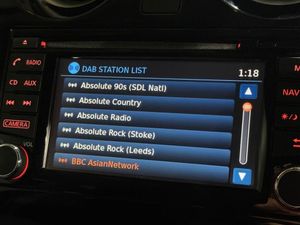 RADIO
CD AUX
CAMERA
VOL
DAB STATION LIST
1:18
Absolute 90s (SDL Natl)
Absolute Country
Absolute Radio
Absolute Rock (Stoke)
Absolute Rock (Leeds)
BBC AsianNetwork
NAV